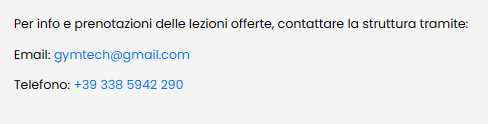 Per info e prenotazioni delle lezioni offerte, contattare la struttura tramite:
Email: gymtech@gmail.com
Telefono: +39 338 5942 290